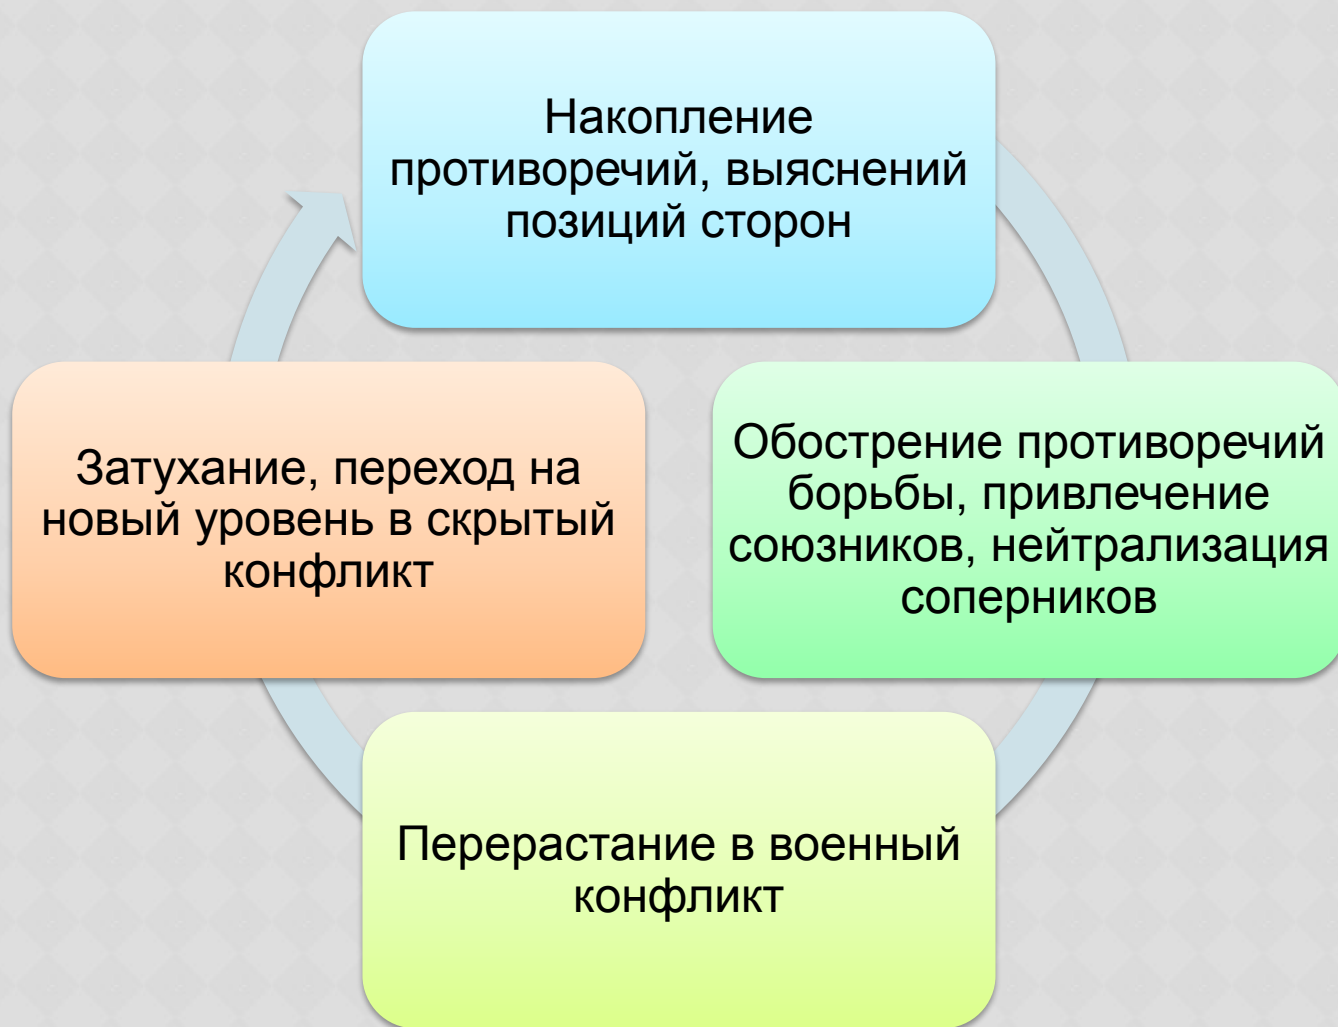 Накопление
противоречий, выяснений
позиций сторон
Обострение противоречий
борьбы, привлечение
союзников, нейтрализация
соперников
Перерастание в военный
конфликт
Затухание, переход на
новый уровень в скрытый
конфликт